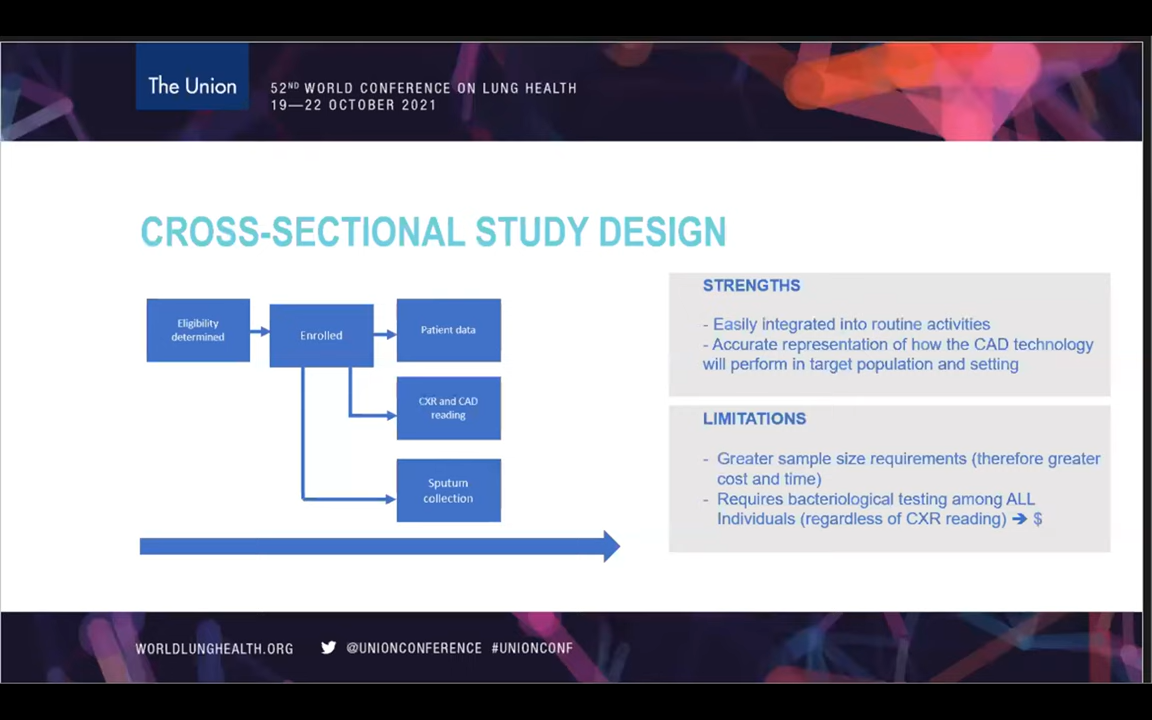 The Union
52ND WORLD CONFERENCE ON LUNG HEALTH
19—22 OCTOBER 2021
CROSS-SECTIONAL STUDY DESIGN
Eligibility
determined
Enrolled
Patient data
CXR and CAD
reading
Sputum
collection
STRENGTHS
- Easily integrated into routine activities
- Accurate representation of how the CAD technology
will perform in target population and setting
LIMITATIONS
- Greater sample size requirements (therefore greater
cost and time)
- Requires bacteriological testing among ALL
Individuals (regardless of CXR reading) ➔ $
WORLDLUNGHEALTH.ORG
@UNIONCONFERENCE #UNIONCONF